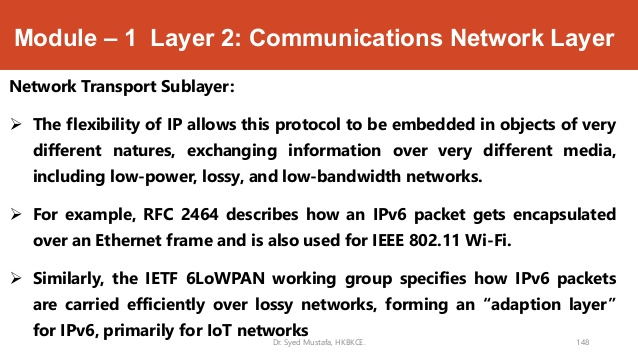 Module – 1  Layer 2: Communications Network Layer
Network Transport Sublayer:
➢ The flexibility of IP allows this protocol to be embedded in objects of very
different natures, exchanging information over very different media,
including low-power, lossy, and low-bandwidth networks.
➢ For example, RFC 2464 describes how an IPv6 packet gets encapsulated
over an Ethernet frame and is also used for IEEE 802.11 Wi-Fi.
➢ Similarly, the IETF 6LoWPAN working group specifies how IPv6 packets
are carried efficiently over lossy networks, forming an “adaption layer”
for IPv6, primarily for IoT networks
Dr. Syed Mustafa, HKBKCE. 148